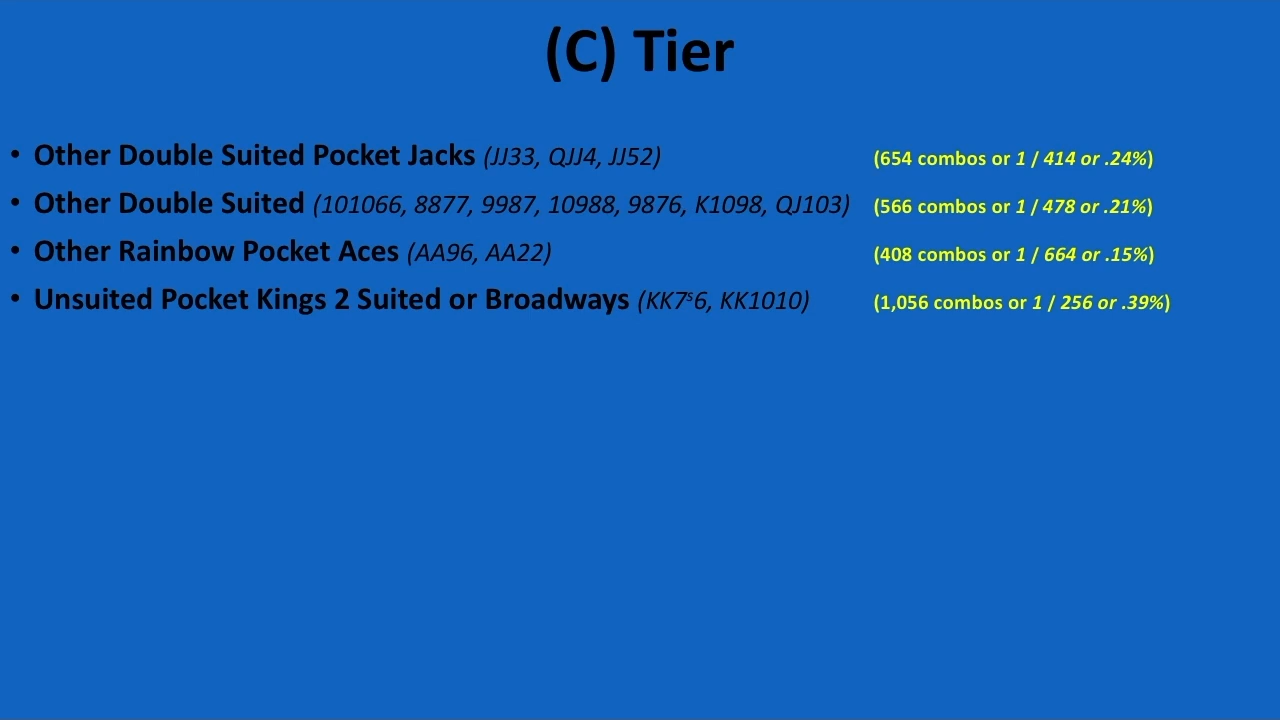 (C) Tier
• Other Double Suited Pocket Jacks (JJ33, QJJ4, JJ52) (654 combos or 1 / 414 or .24%)
• Other Double Suited (101066, 8877, 9987, 10988, 9876, K1098, QJ103) (566 combos or 1 / 478 or .21%)
• Other Rainbow Pocket Aces (AA96, AA22) (408 combos or 1 / 664 or .15%)
• Unsuited Pocket Kings 2 Suited or Broadways (KK7ˢ6, KK1010) (1,056 combos or 1 / 256 or .39%)